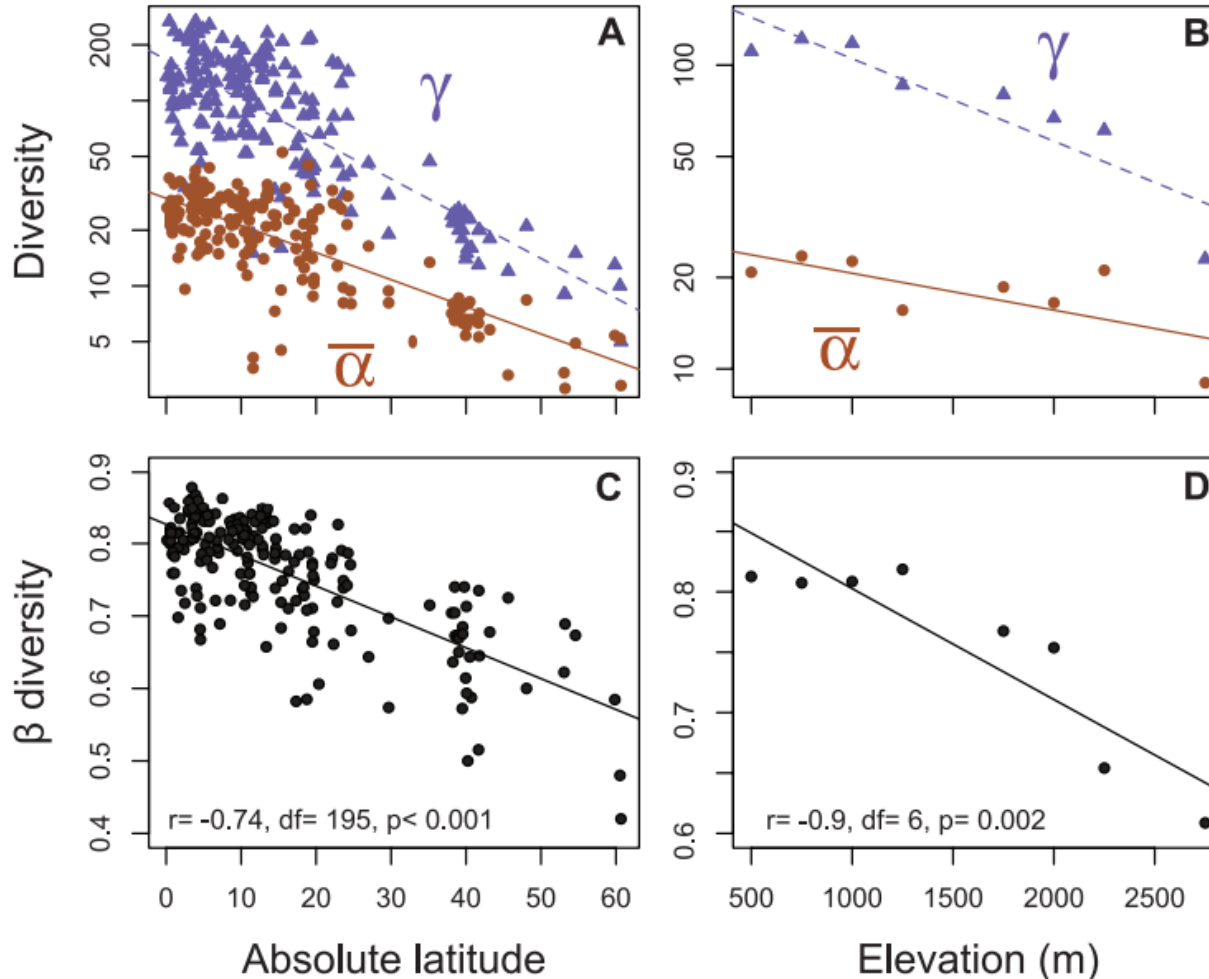 A
B
Diversity
200
50
20
10
5
γ
α
100
50
20
10
γ
α
C
D
β diversity
0.9
0.8
0.7
0.6
0.5
0.4
r= -0.74, df= 195, p< 0.001
0.9
0.8
0.7
0.6
r= -0.9, df= 6, p= 0.002
0 10 20 30 40 50 60
500 1000 1500 2000 2500
Absolute latitude
Elevation (m)